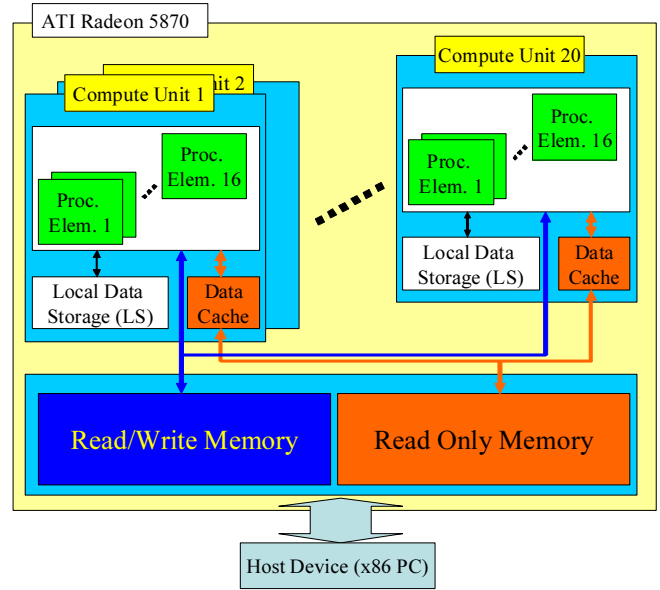 ATI Radeon 5870
Compute Unit 20
nit 2
Compute Unit 1
Proc.
Elem. 16
Proc.
Elem. 1
Local Data
Storage (LS)
Data
Cache
Proc.
Elem. 16
Proc.
Elem. 1
Local Data
Storage (LS)
Data
Cache
Read/Write Memory
Read Only Memory
Host Device (x86 PC)